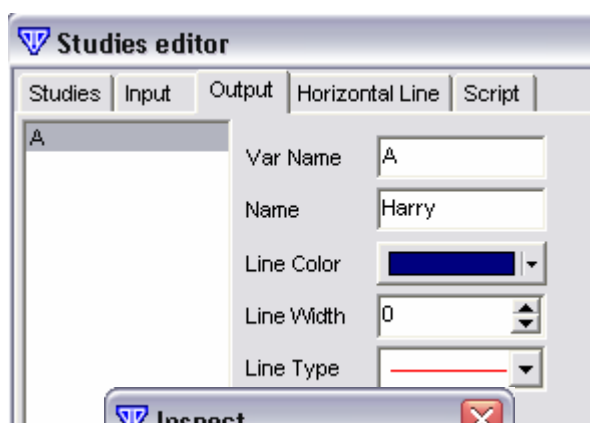 Studies editor
Studies Input Output Horizontal Line Script
A
Var Name A
Name Harry
Line Color
Line Width 0
Line Type
Inspect